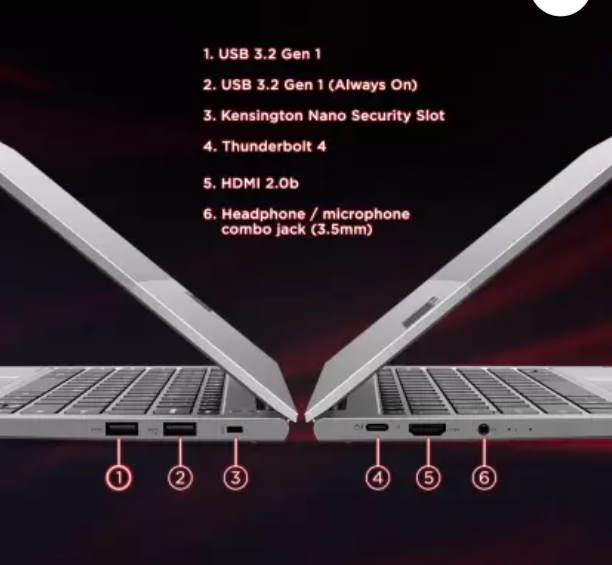 1. USB 3.2 Gen 1
2. USB 3.2 Gen 1 (Always On)
3. Kensington Nano Security Slot
4. Thunderbolt 4
5. HDMI 2.0b
6. Headphone / microphone
combo jack (3.5mm)
1
2
3
4
5
6